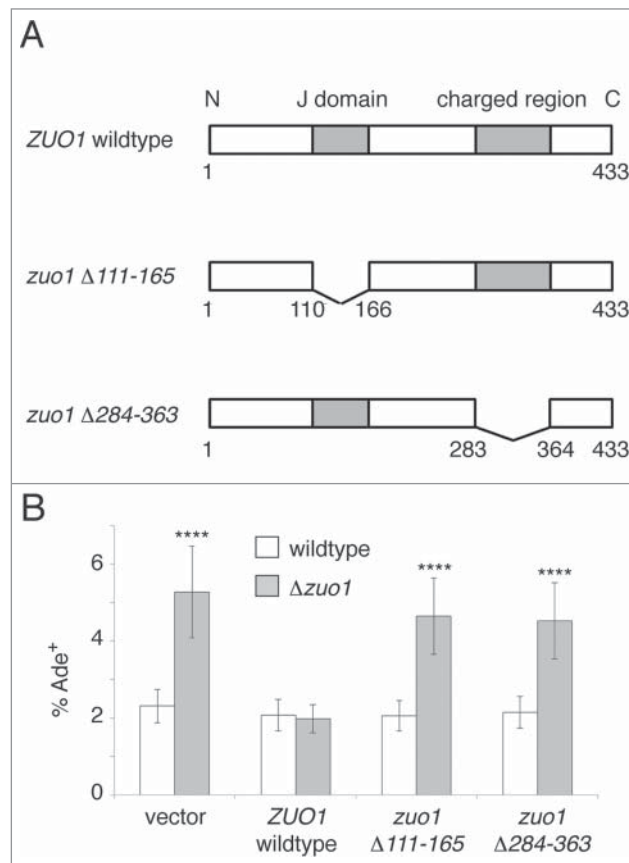 A
N J domain charged region C
ZUO1 wildtype
1 433
zuo1 Δ111-165
1 110 166 433
zuo1 Δ284-363
1 283 364 433
B
6
4
2
0
% Ade⁺
wildtype
Δzuo1
**** **** ****
vector ZUO1 zuo1 zuo1
wildtype Δ111-165 Δ284-363